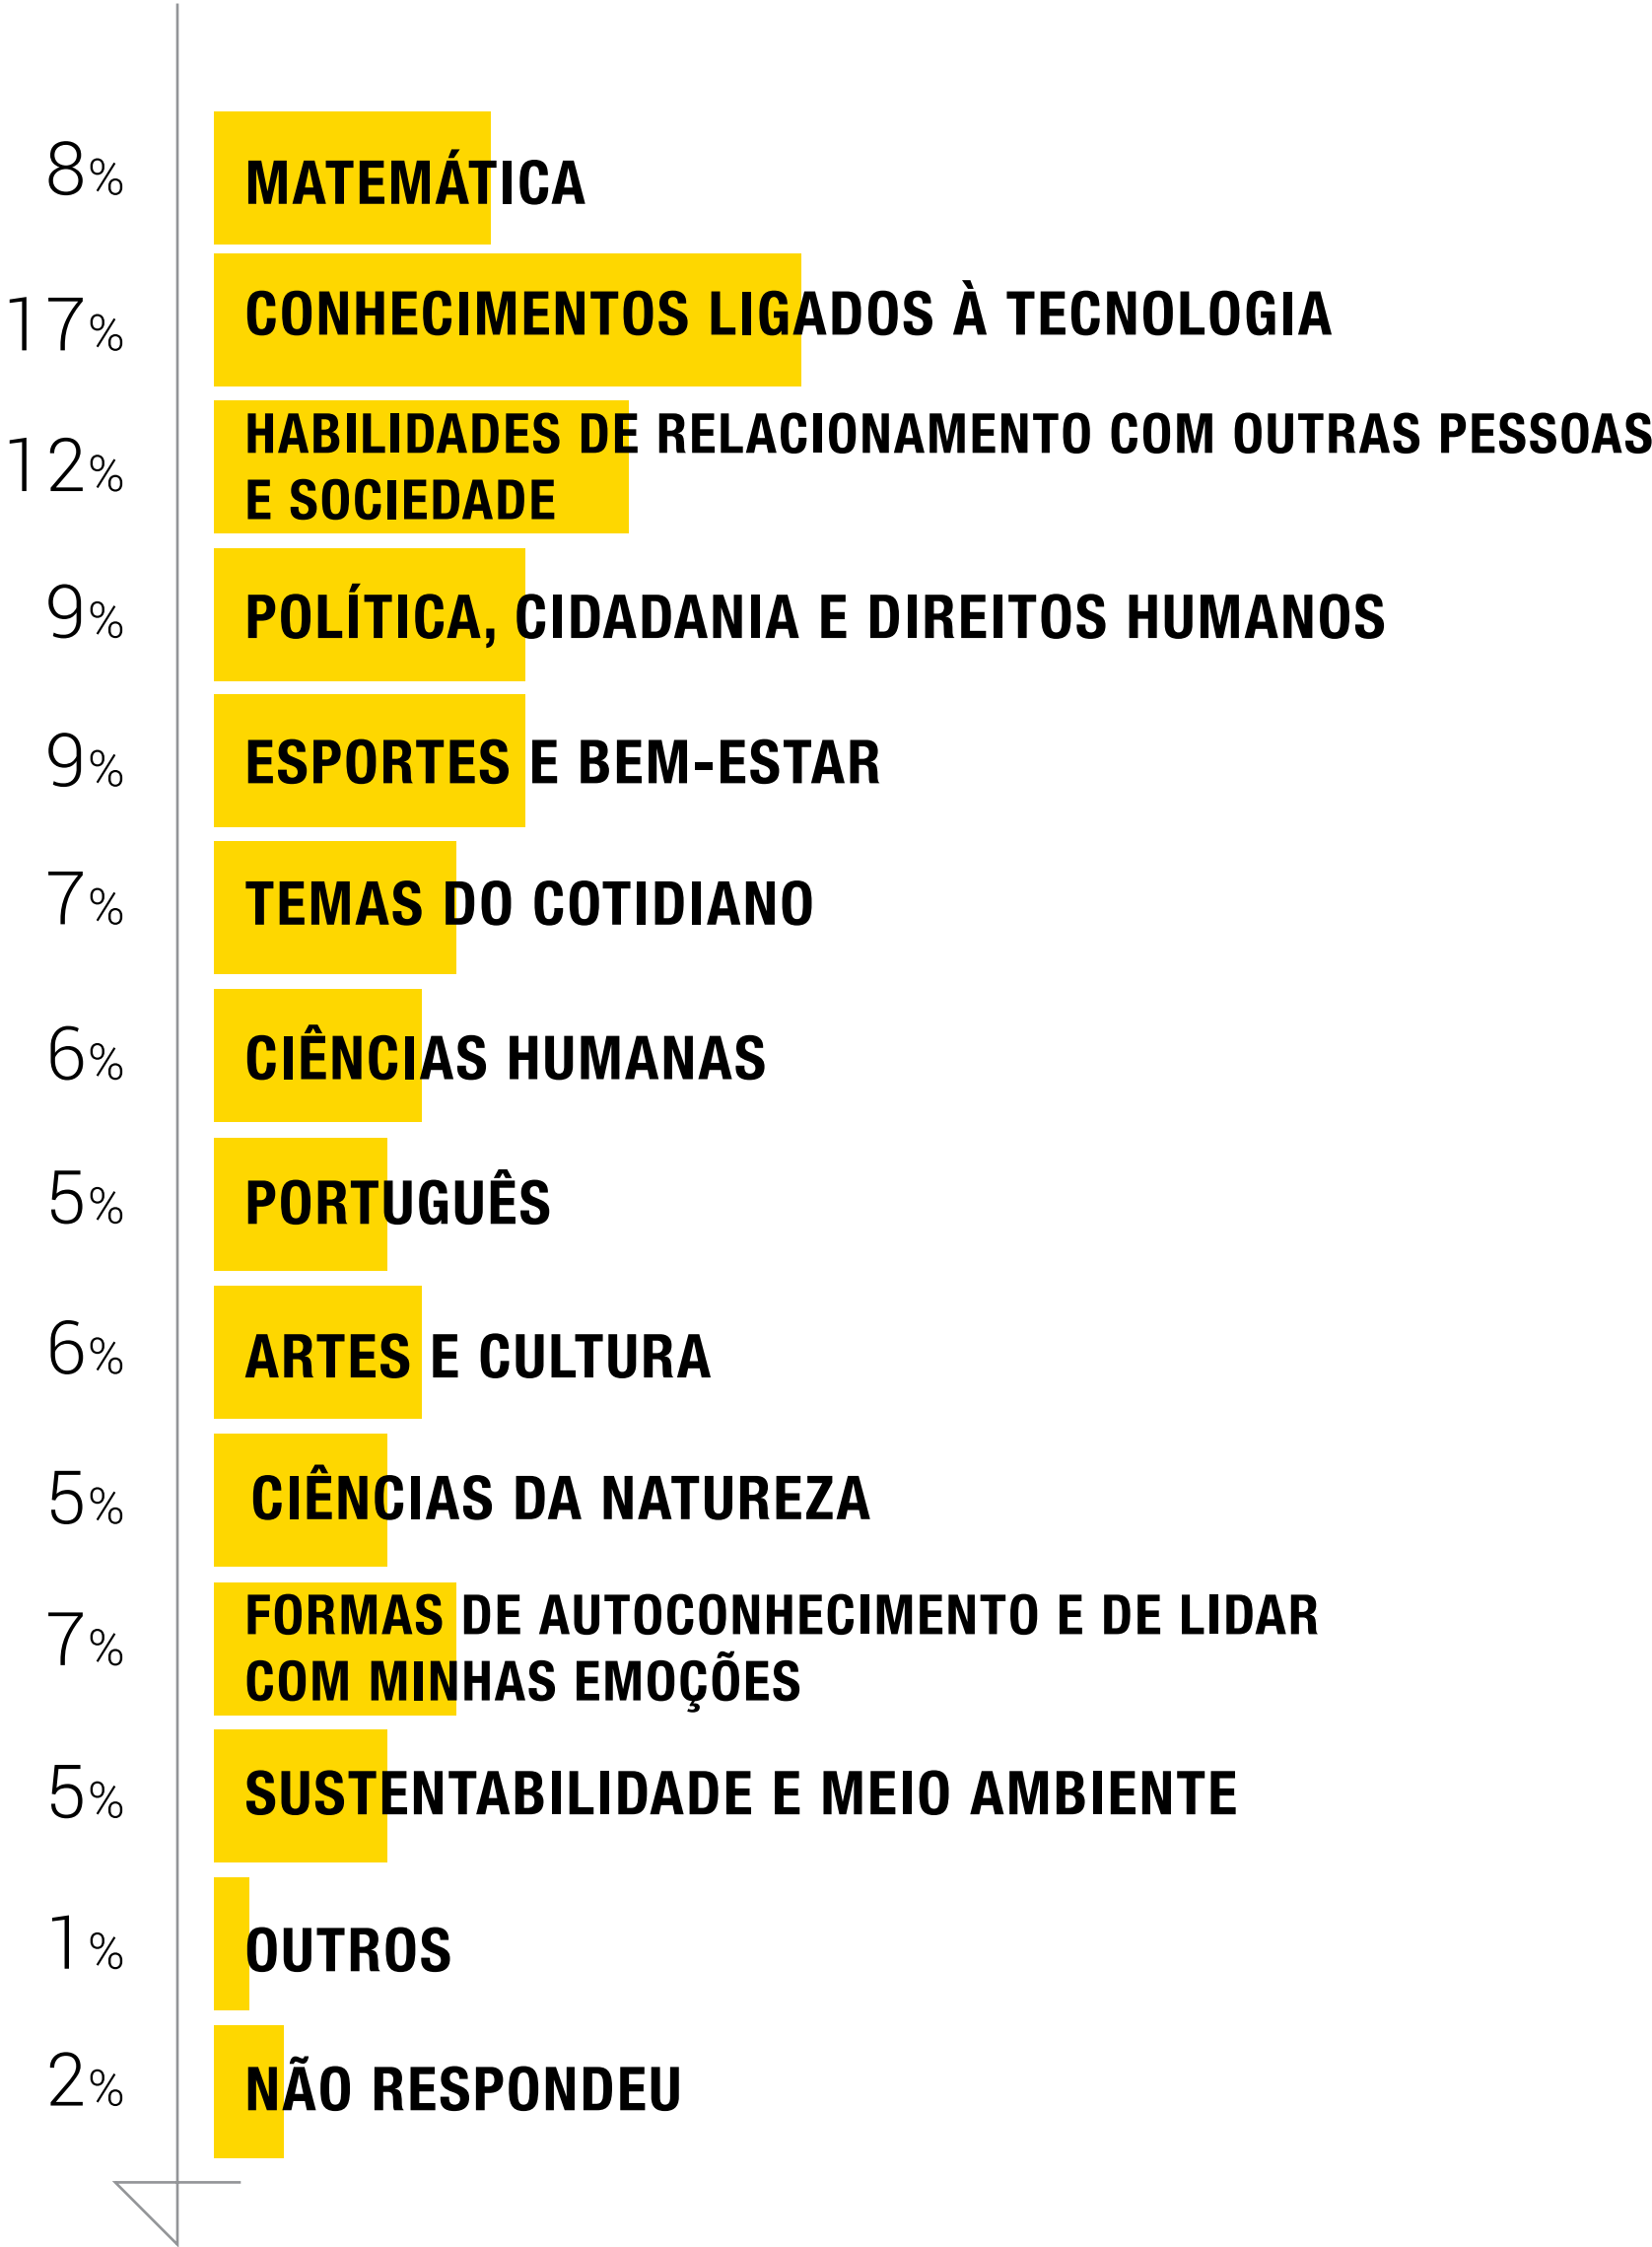 8% MATEMÁTICA
17% CONHECIMENTOS LIGADOS À TECNOLOGIA
12% HABILIDADES DE RELACIONAMENTO COM OUTRAS PESSOAS
E SOCIEDADE
9% POLÍTICA, CIDADANIA E DIREITOS HUMANOS
9% ESPORTES E BEM-ESTAR
7% TEMAS DO COTIDIANO
6% CIÊNCIAS HUMANAS
5% PORTUGUÊS
6% ARTES E CULTURA
5% CIÊNCIAS DA NATUREZA
7% FORMAS DE AUTOCONHECIMENTO E DE LIDAR
COM MINHAS EMOÇÕES
5% SUSTENTABILIDADE E MEIO AMBIENTE
1% OUTROS
2% NÃO RESPONDEU